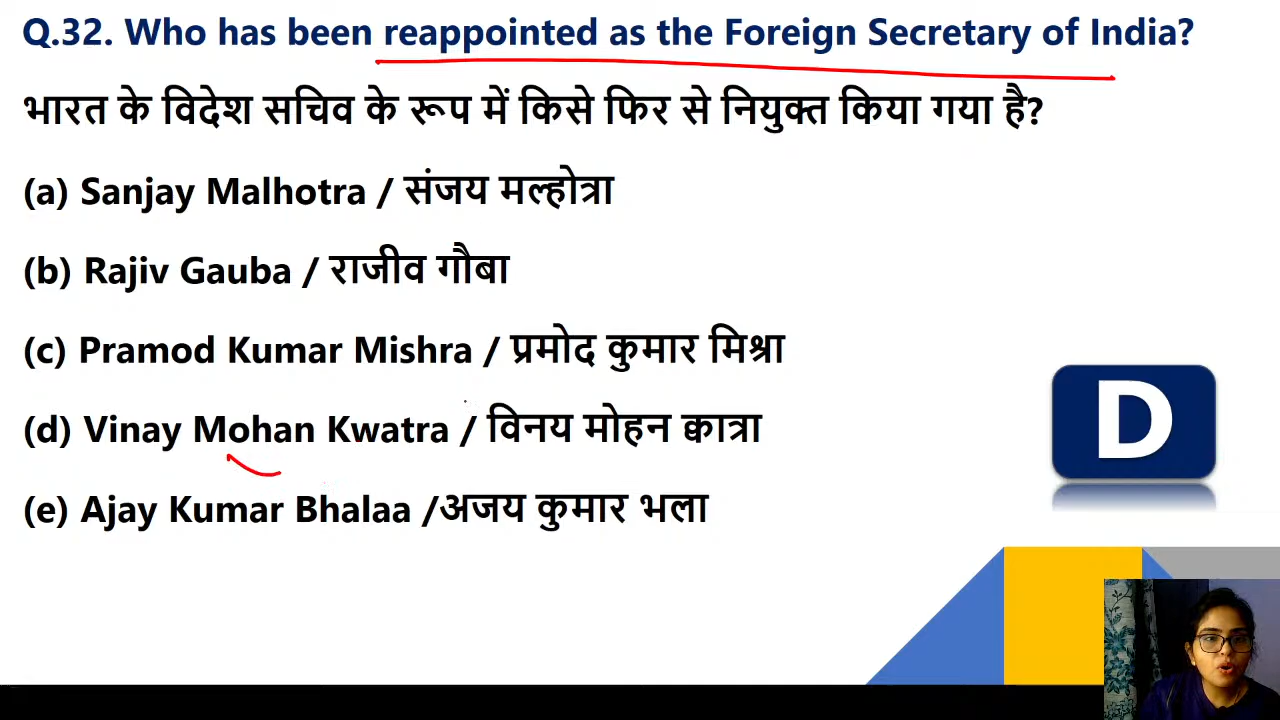 Q.32. Who has been reappointed as the Foreign Secretary of India?
भारत के विदेश सचिव के रूप में किसे फिर से नियुक्त किया गया है?
(a) Sanjay Malhotra / संजय मल्होत्रा
(b) Rajiv Gauba / राजीव गौबा
(c) Pramod Kumar Mishra / प्रमोद कुमार मिश्रा
(d) Vinay Mohan Kwatra / विनय मोहन क्वात्रा
(e) Ajay Kumar Bhalaa /अजय कुमार भला
D